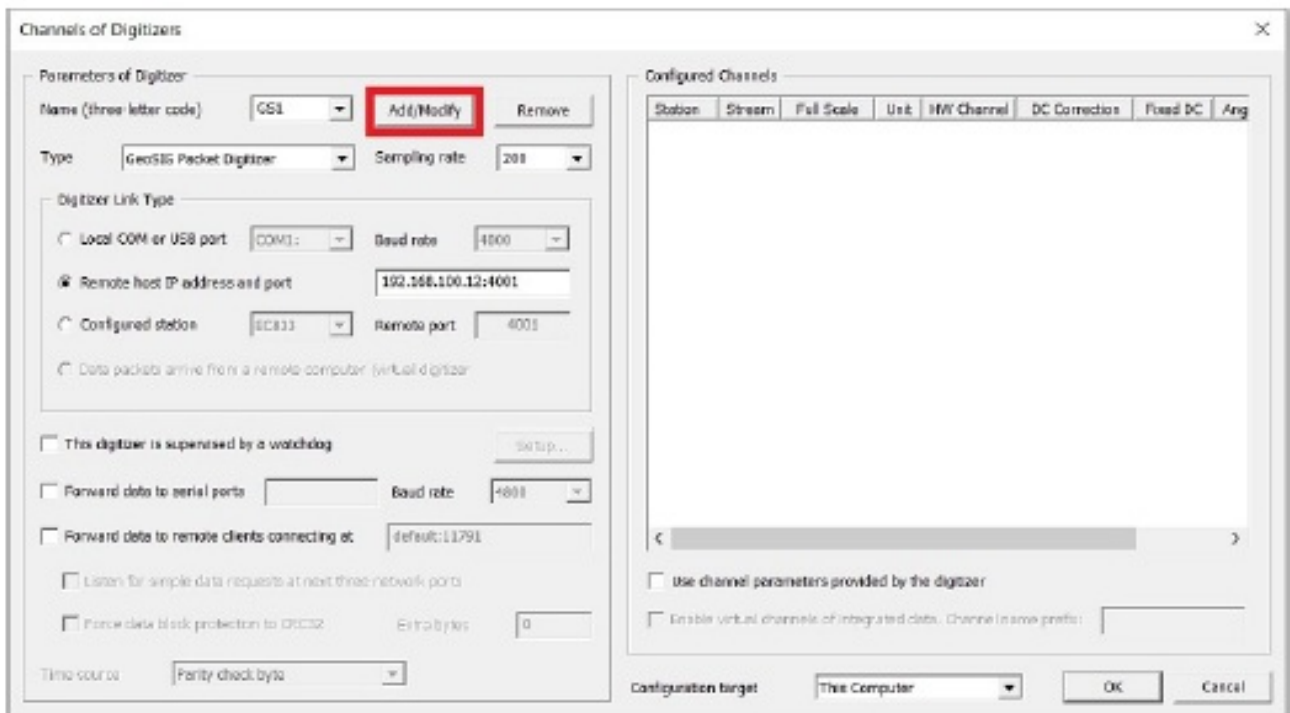 Channels of Digitizers
Parameters of Digitizer
Name (three letter code) GS1 Add/Modify Remove
Type GeoSIG Packet Digitizer Sampling rate 200
Digitizer Link Type
Local COM or USB port COM1: Baud rate 4800
Remote host IP address and port 192.168.100.12:4001
Configured station Remote port 4001
Data packets arrive from a remote computer (virtual digitizer
This digitizer is supervised by a watchdog Setup...
Forward data to serial ports Baud rate 4800
Forward data to remote clients connecting at default:11791
Listen for simple data requests at next three network ports
Force data block protection to CRC32 Extra bytes 0
Time source Parity check byte
Configured Channels
Station Stream Full Scale Unit HW Channel DC Correction Fixed DC Ang
Use channel parameters provided by the digitizer
Enable virtual channels of integrated data. Channel name prefix:
Configuration target This Computer OK Cancel